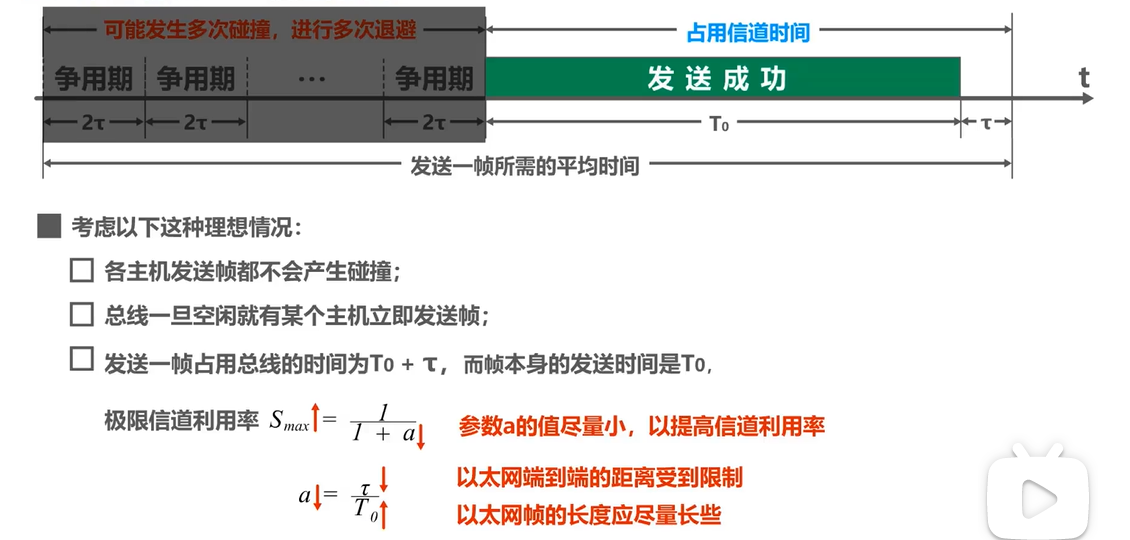 可能发生多次碰撞，进行多次退避
占用信道时间
争用期 争用期 … 争用期 发送成功 t
2τ 2τ 2τ T₀ τ
发送一帧所需的平均时间
考虑以下这种理想情况：
各主机发送帧都不会产生碰撞；
总线一旦空闲就有某个主机立即发送帧；
发送一帧占用总线的时间为T₀ + τ，而帧本身的发送时间是T₀，
极限信道利用率 Smax↑= 1 / (1 + a↓) 参数a的值尽量小，以提高信道利用率
a↓= τ↓ / T₀↑
以太网端到端的距离受到限制
以太网帧的长度应尽量长些